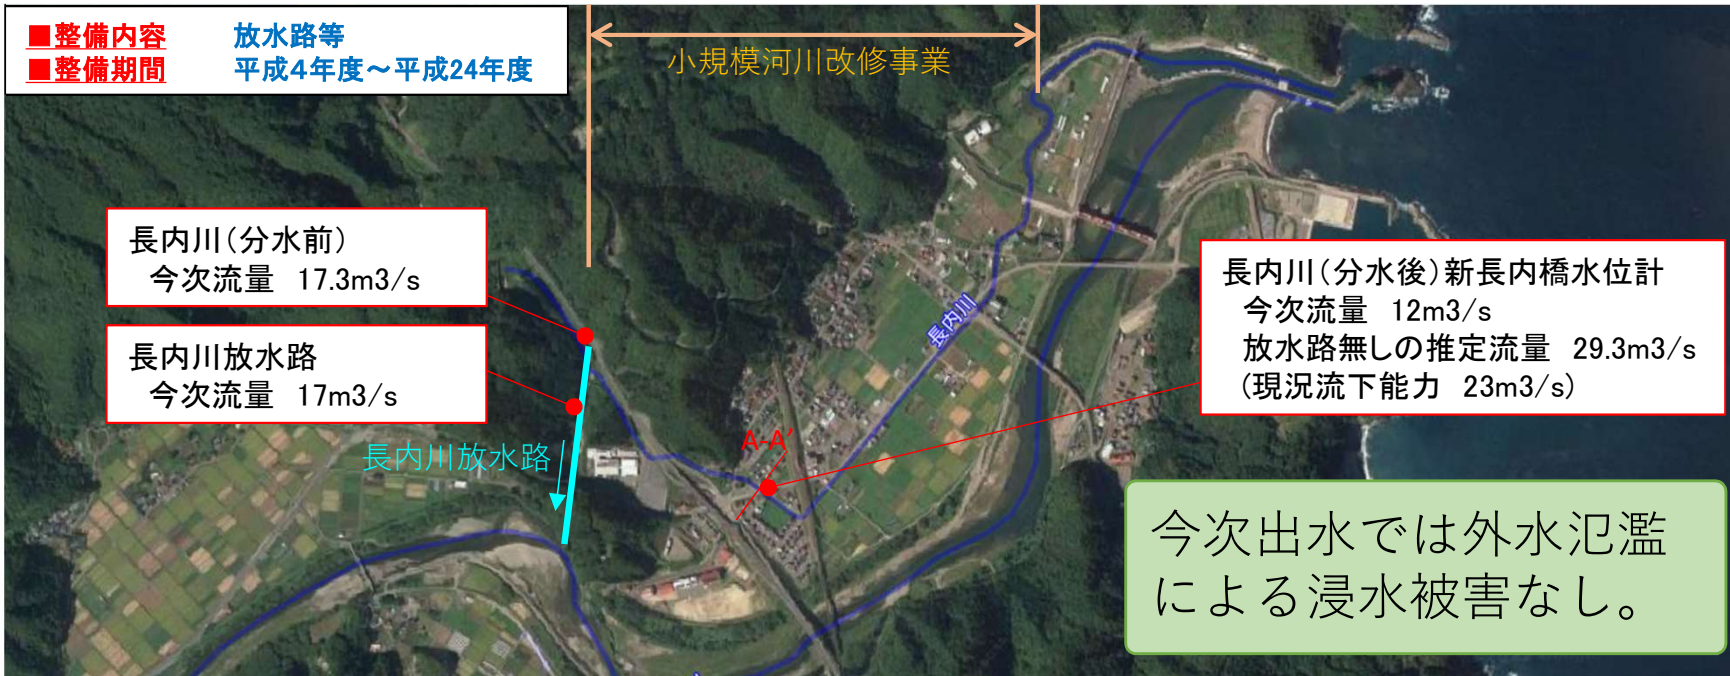 ■整備内容　　放水路等
■整備期間　　平成4年度～平成24年度
小規模河川改修事業
長内川（分水前）
今次流量　17.3m3/s
長内川放水路
今次流量　17m3/s
長内川放水路
長内川
A-A'
長内川（分水後）新長内橋水位計
今次流量　12m3/s
放水路無しの推定流量　29.3m3/s
（現況流下能力　23m3/s）
今次出水では外水氾濫
による浸水被害なし。